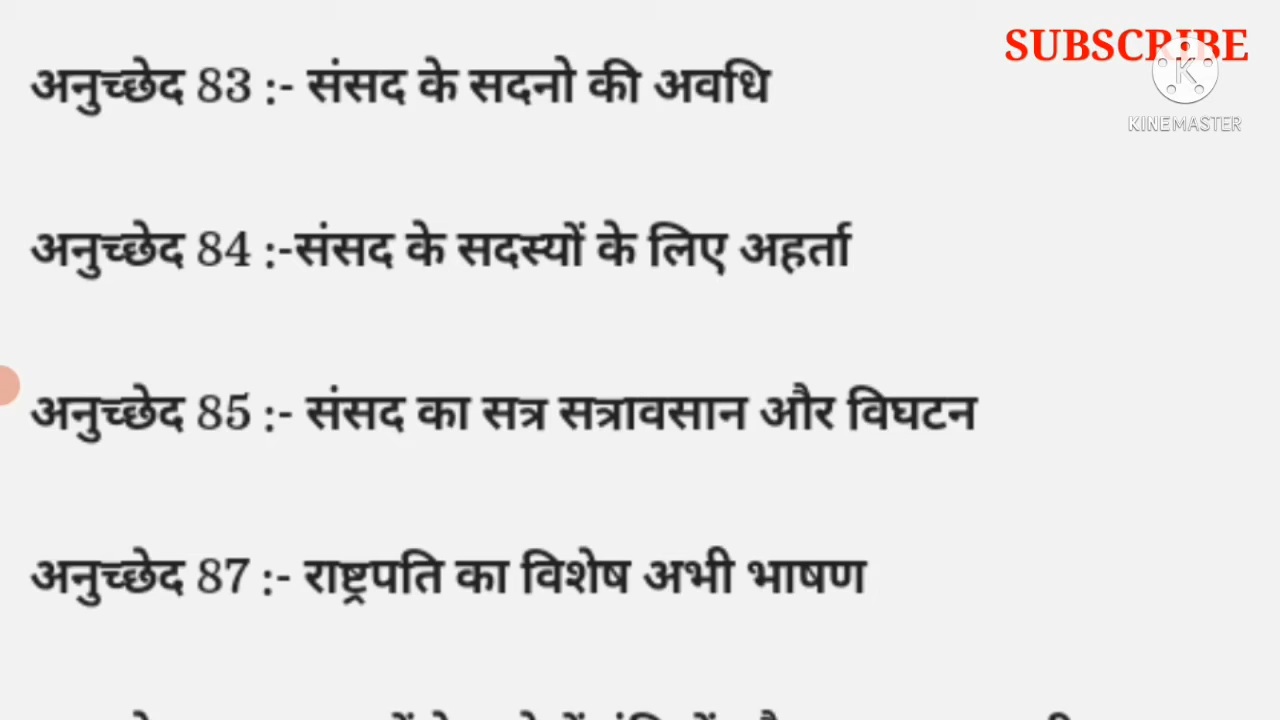 SUBSCRIBE
अनुच्छेद 83 :- संसद के सदनो की अवधि
KINEMASTER
अनुच्छेद 84 :-संसद के सदस्यों के लिए अहर्ता
अनुच्छेद 85 :- संसद का सत्र सत्रावसान और विघटन
अनुच्छेद 87 :- राष्ट्रपति का विशेष अभी भाषण